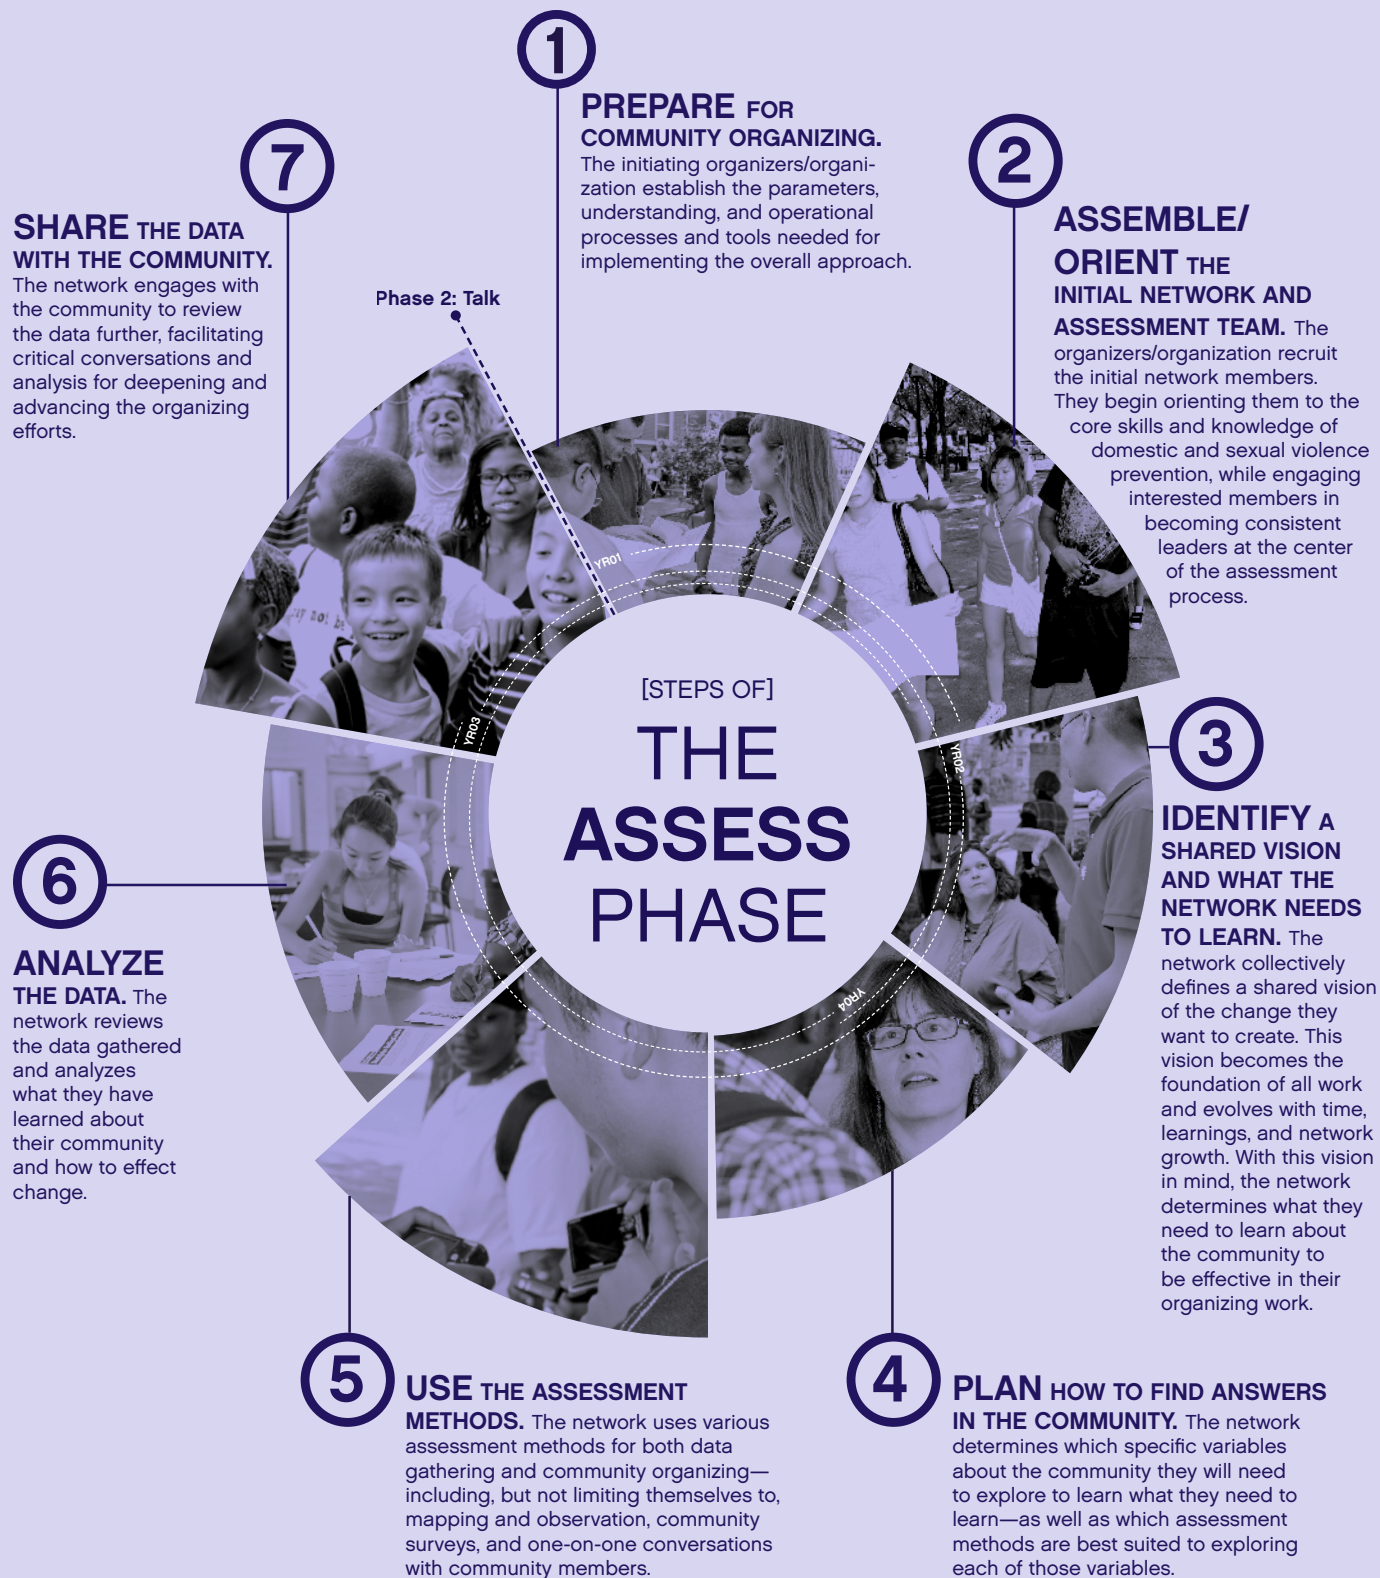 1
PREPARE FOR
COMMUNITY ORGANIZING.
The initiating organizers/organi-
zation establish the parameters,
understanding, and operational
processes and tools needed for
implementing the overall approach.
2
ASSEMBLE/
ORIENT THE
INITIAL NETWORK AND
ASSESSMENT TEAM. The
organizers/organization recruit
the initial network members.
They begin orienting them to the
core skills and knowledge of
domestic and sexual violence
prevention, while engaging
interested members in
becoming consistent
leaders at the center
of the assessment
process.
3
IDENTIFY A
SHARED VISION
AND WHAT THE
NETWORK NEEDS
TO LEARN. The
network collectively
defines a shared vision
of the change they
want to create. This
vision becomes the
foundation of all work
and evolves with time,
learnings, and network
growth. With this vision
in mind, the network
determines what they
need to learn about
the community to
be effective in their
organizing work.
4
PLAN HOW TO FIND ANSWERS
IN THE COMMUNITY. The network
determines which specific variables
about the community they will need
to explore to learn what they need to
learn—as well as which assessment
methods are best suited to exploring
each of those variables.
5
USE THE ASSESSMENT
METHODS. The network uses various
assessment methods for both data
gathering and community organizing—
including, but not limiting themselves to,
mapping and observation, community
surveys, and one-on-one conversations
with community members.
6
ANALYZE
THE DATA. The
network reviews
the data gathered
and analyzes
what they have
learned about
their community
and how to effect
change.
7
SHARE THE DATA
WITH THE COMMUNITY.
The network engages with
the community to review
the data further, facilitating
critical conversations and
analysis for deepening and
advancing the organizing
efforts.
Phase 2: Talk
YR01
YR02
YR03
YR04
[STEPS OF]
THE
ASSESS
PHASE